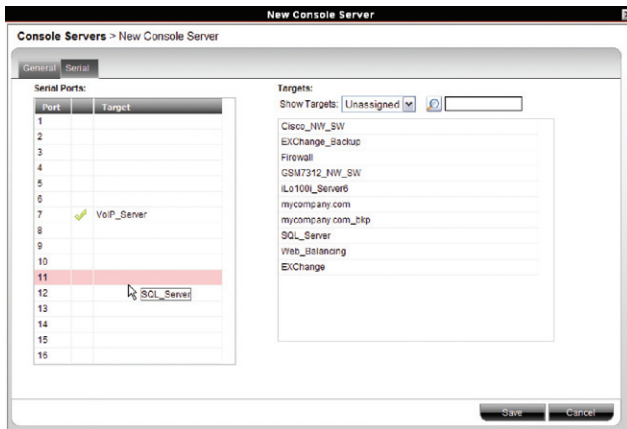 New Console Server
Console Servers > New Console Server
General Serial
Serial Ports:
Port Target
1
2
3
4
5
6
7 VoIP_Server
8
9
10
11
12 SQL_Server
13
14
15
16
Targets:
Show Targets: Unassigned
Cisco_NW_SW
EXChange_Backup
Firewall
GSM7312_NW_SW
iLo100i_Server6
mycompany.com
mycompany.com_bkp
SQL_Server
Web_Balancing
EXChange
Save Cancel